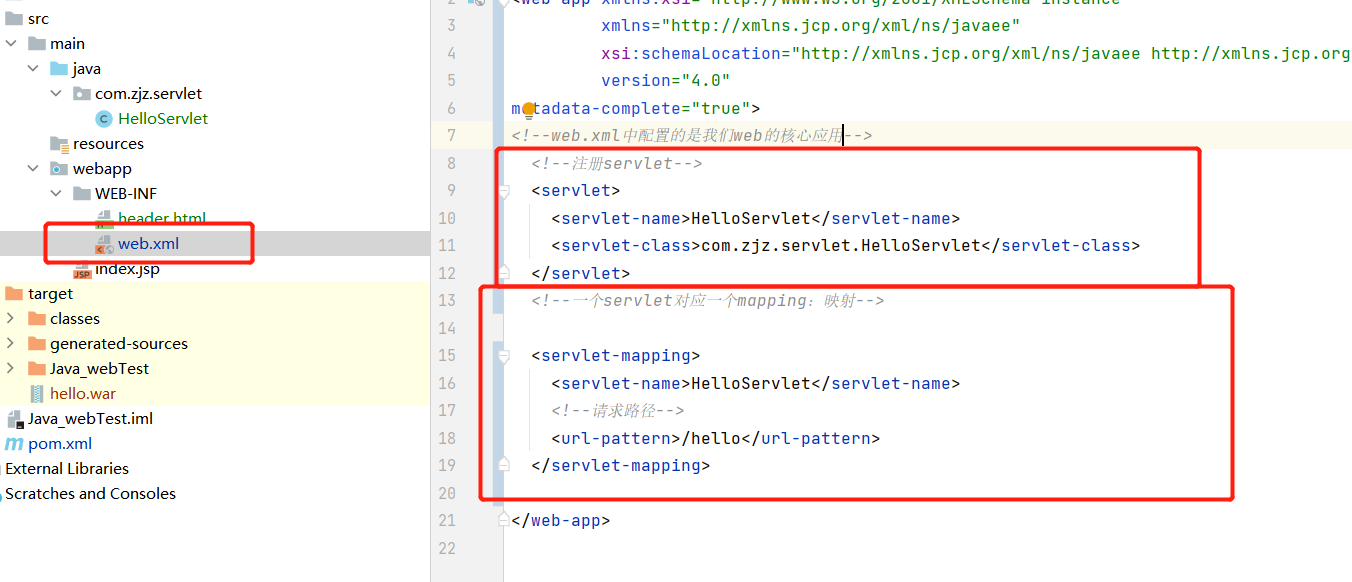 src
main
java
com.zjz.servlet
HelloServlet
resources
webapp
WEB-INF
header.html
web.xml
index.jsp
target
classes
generated-sources
Java_webTest
hello.war
Java_webTest.iml
pom.xml
External Libraries
Scratches and Consoles
2 <web-app xmlns:xsi="http://www.w3.org/2001/XMLSchema-instance"
3 xmlns="http://xmlns.jcp.org/xml/ns/javaee"
4 xsi:schemaLocation="http://xmlns.jcp.org/xml/ns/javaee http://xmlns.jcp.org
5 version="4.0"
6 metadata-complete="true">
7 <!--web.xml中配置的是我们web的核心应用-->
8 <!--注册servlet-->
9 <servlet>
10 <servlet-name>HelloServlet</servlet-name>
11 <servlet-class>com.zjz.servlet.HelloServlet</servlet-class>
12 </servlet>
13 <!--一个servlet对应一个mapping：映射-->
14
15 <servlet-mapping>
16 <servlet-name>HelloServlet</servlet-name>
17 <!--请求路径-->
18 <url-pattern>/hello</url-pattern>
19 </servlet-mapping>
20
21 </web-app>
22